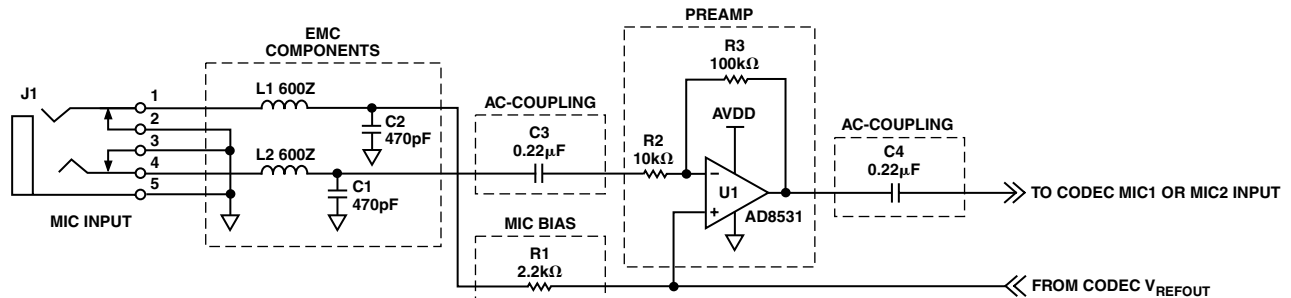 PREAMP
EMC
COMPONENTS
R3
100kΩ
J1
1
L1 600Z
AC-COUPLING
AVDD
AC-COUPLING
2
C2
470pF
C3
0.22µF
C4
0.22µF
3
L2 600Z
R2
10kΩ
4
–
U1
5
C1
470pF
+
AD8531
TO CODEC MIC1 OR MIC2 INPUT
MIC INPUT
MIC BIAS
R1
2.2kΩ
FROM CODEC VREFOUT